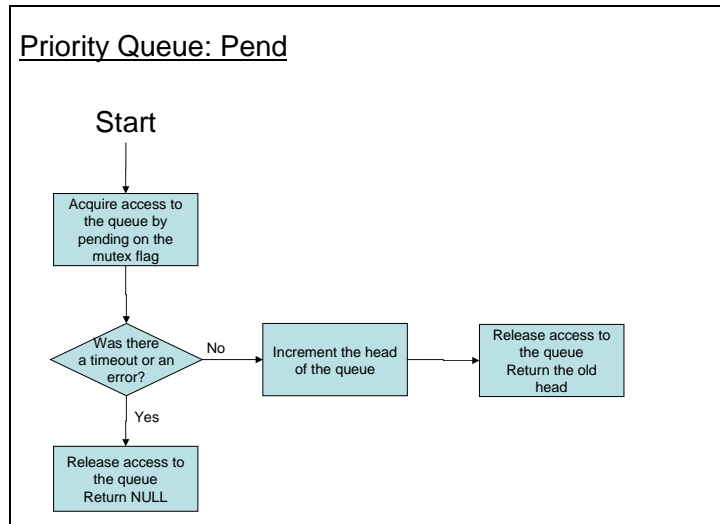 Priority Queue: Pend
Start
Acquire access to
the queue by
pending on the
mutex flag
Was there
a timeout or an
error?
No
Increment the head
of the queue
Release access to
the queue
Return the old
head
Yes
Release access to
the queue
Return NULL